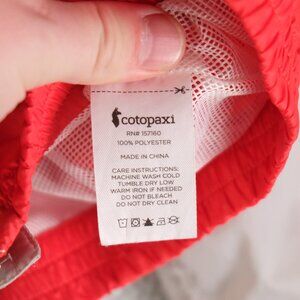 cotopaxi
RN# 157160
100% POLYESTER
MADE IN CHINA
CARE INSTRUCTIONS:
MACHINE WASH COLD
TUMBLE DRY LOW
WARM IRON IF NEEDED
DO NOT BLEACH
DO NOT DRY CLEAN